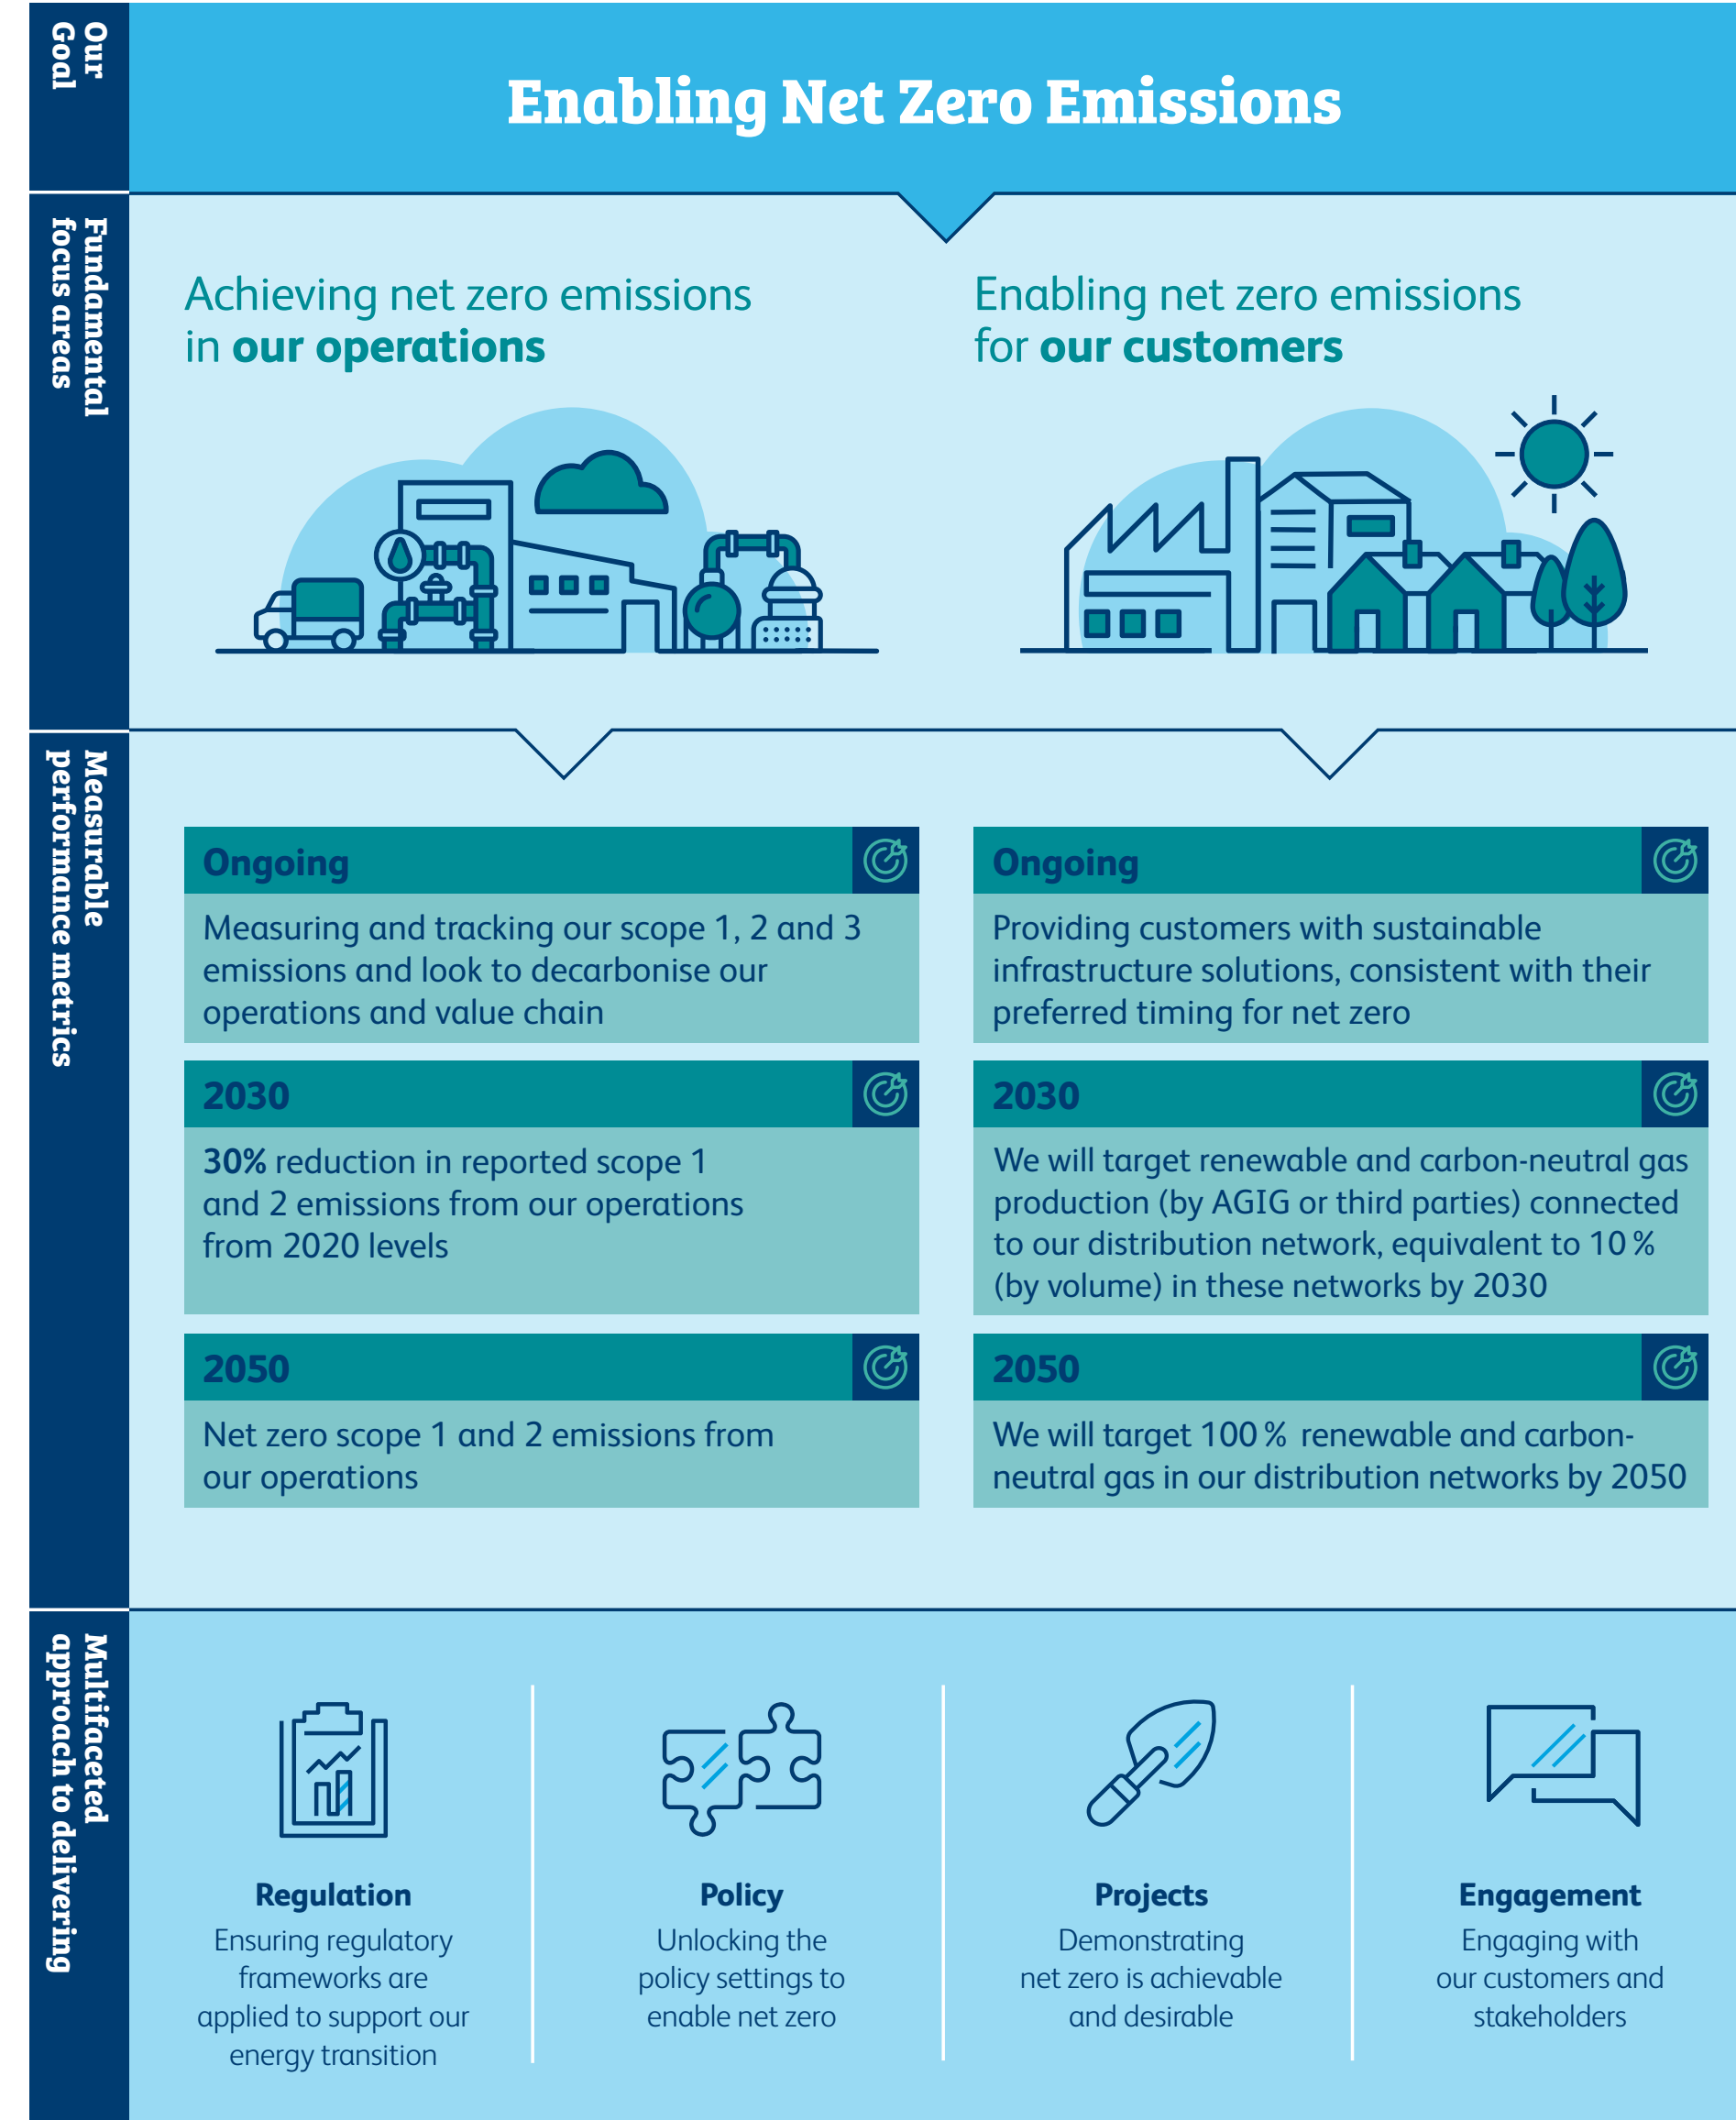 Our
Goal
Enabling Net Zero Emissions
Fundamental
focus areas
Achieving net zero emissions
in our operations
Enabling net zero emissions
for our customers
Measurable
performance metrics
Ongoing
Measuring and tracking our scope 1, 2 and 3
emissions and look to decarbonise our
operations and value chain
2030
30% reduction in reported scope 1
and 2 emissions from our operations
from 2020 levels
2050
Net zero scope 1 and 2 emissions from
our operations
Ongoing
Providing customers with sustainable
infrastructure solutions, consistent with their
preferred timing for net zero
2030
We will target renewable and carbon-neutral gas
production (by AGIG or third parties) connected
to our distribution network, equivalent to 10 %
(by volume) in these networks by 2030
2050
We will target 100 % renewable and carbon-
neutral gas in our distribution networks by 2050
Multifaceted
approach to delivering
Regulation
Ensuring regulatory
frameworks are
applied to support our
energy transition
Policy
Unlocking the
policy settings to
enable net zero
Projects
Demonstrating
net zero is achievable
and desirable
Engagement
Engaging with
our customers and
stakeholders